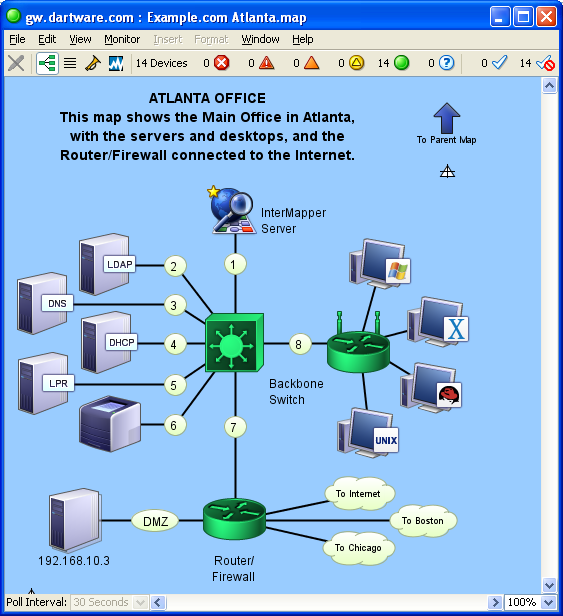 gw.dartware.com : Example.com Atlanta.map
File Edit View Monitor Insert Format Window Help
14 Devices 0 0 0 0 14 0 ? 0 14
ATLANTA OFFICE
This map shows the Main Office in Atlanta,
with the servers and desktops, and the
Router/Firewall connected to the Internet.
To Parent Map
InterMapper
Server
LDAP
2
1
DNS
3
DHCP
4
8
X
LPR
5
Backbone
Switch
6
7
UNIX
To Internet
DMZ
To Boston
To Chicago
192.168.10.3
Router/
Firewall
Poll Interval: 30 Seconds 100%